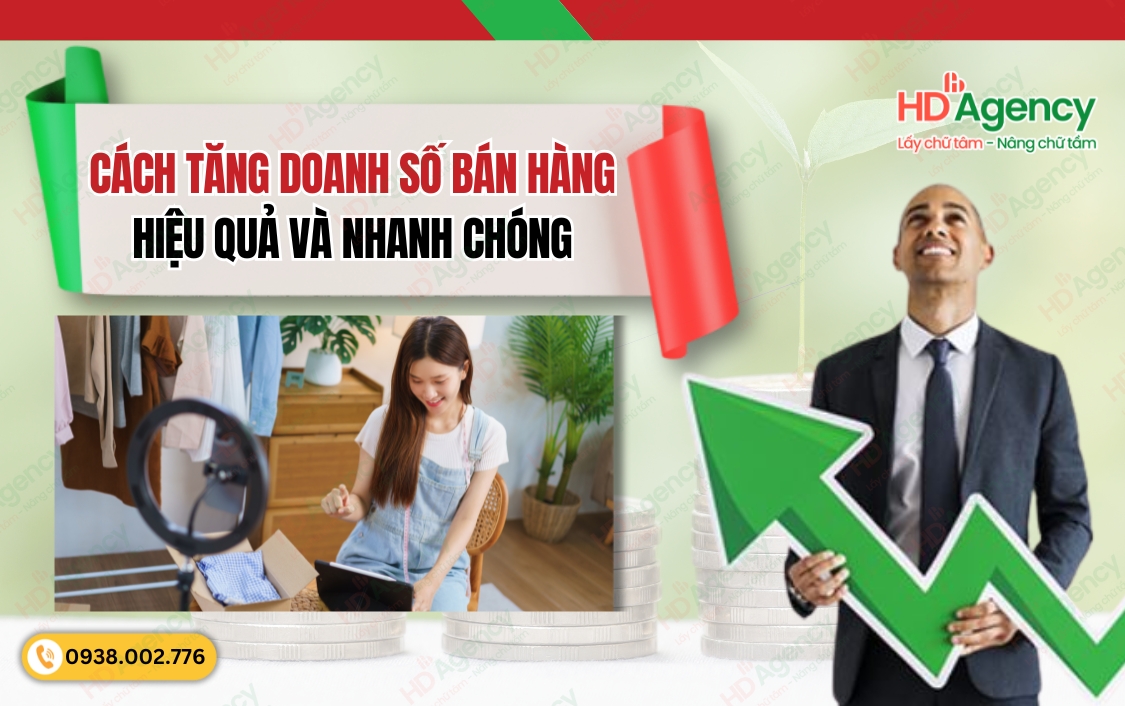 HD Agency
Lấy chữ tâm - Nâng chữ tầm
CÁCH TĂNG DOANH SỐ BÁN HÀNG
HIỆU QUẢ VÀ NHANH CHÓNG
0938.002.776